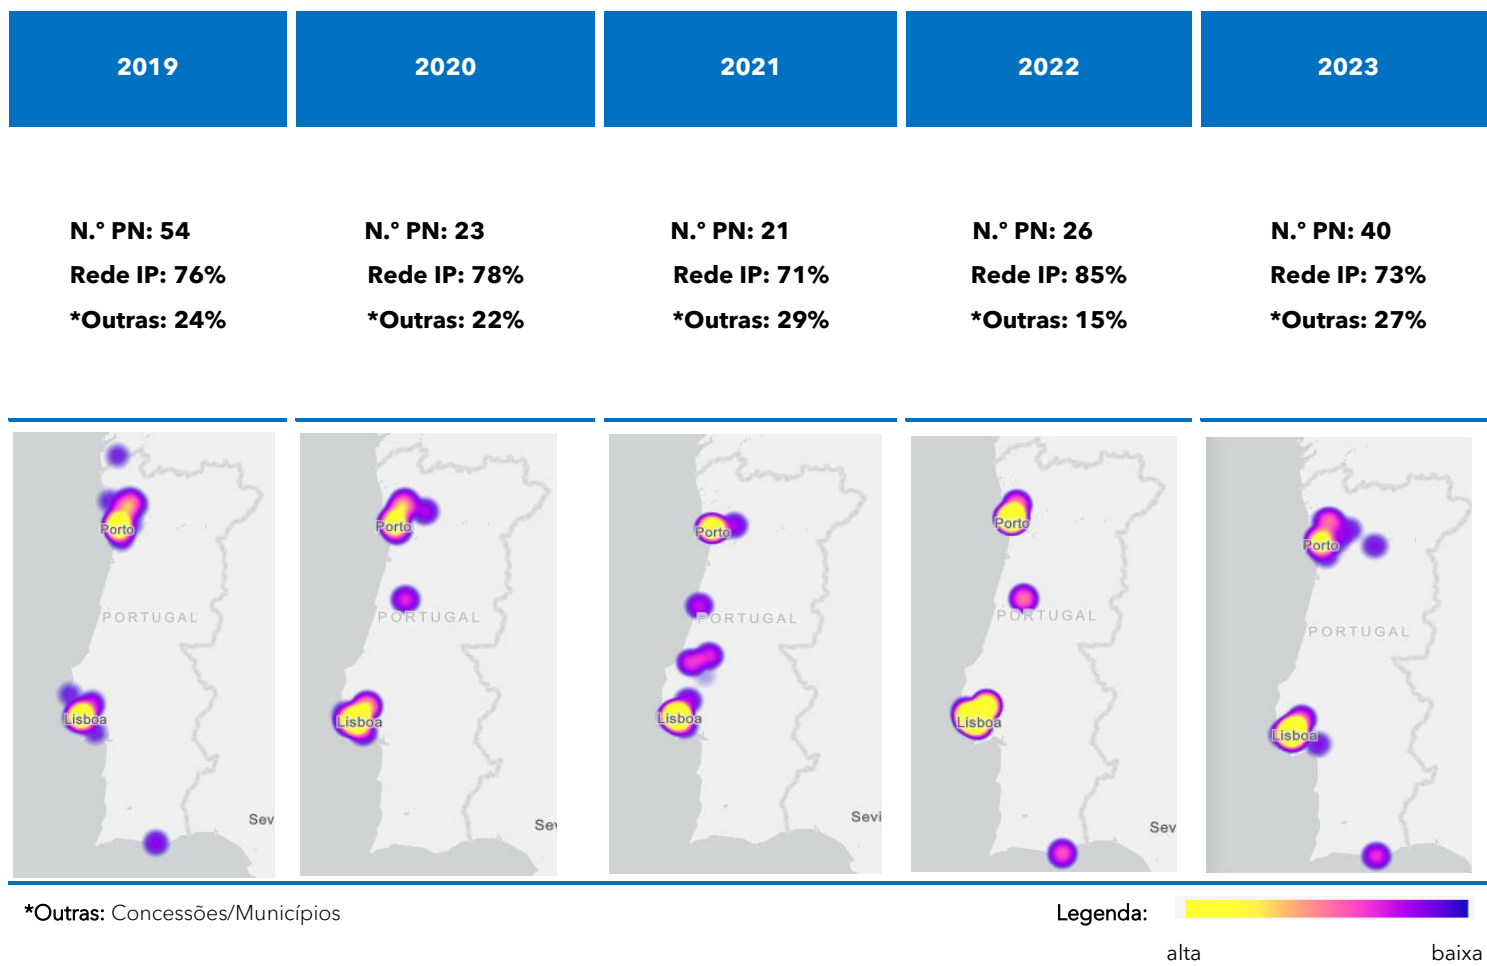 2019 2020 2021 2022 2023
N.º PN: 54 N.º PN: 23 N.º PN: 21 N.º PN: 26 N.º PN: 40
Rede IP: 76% Rede IP: 78% Rede IP: 71% Rede IP: 85% Rede IP: 73%
*Outras: 24% *Outras: 22% *Outras: 29% *Outras: 15% *Outras: 27%
Porto Porto Porto Porto Porto
PORTUGAL PORTUGAL PORTUGAL PORTUGAL PORTUGAL
Lisboa Lisboa Lisboa Lisboa Lisboa
Sev Sev Sevi Sev
*Outras: Concessões/Municípios Legenda:
alta baixa